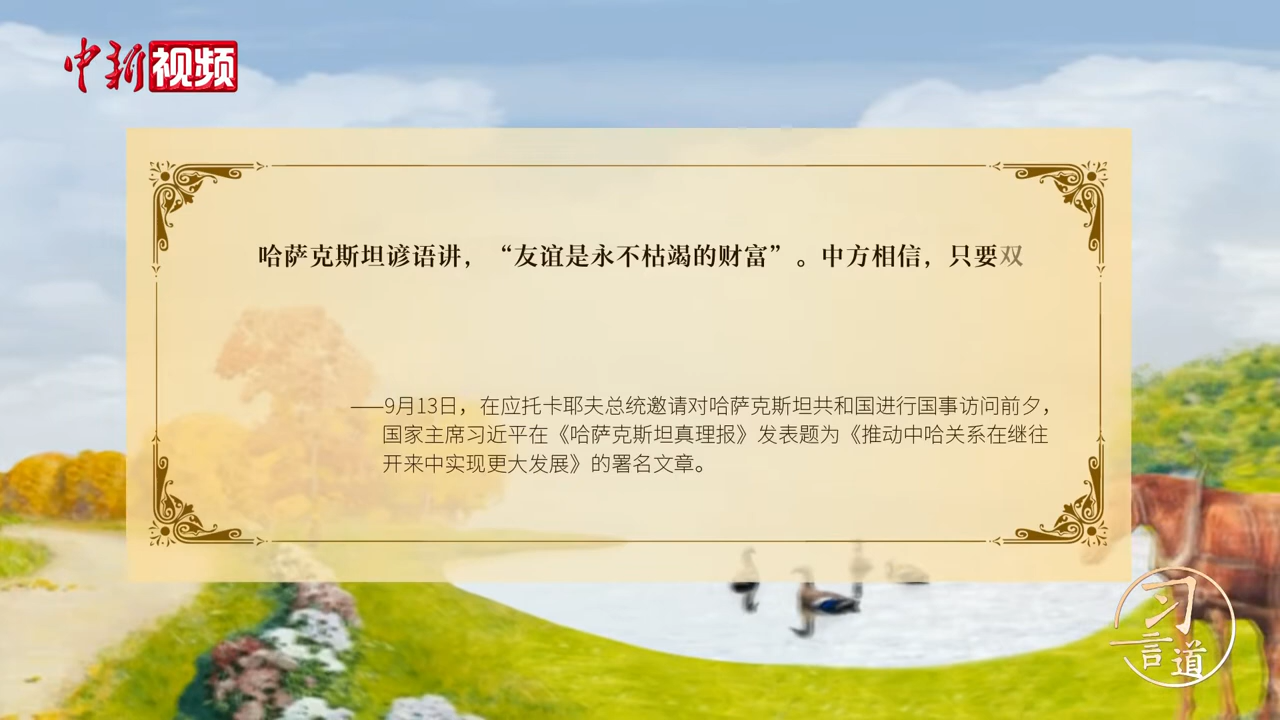 中新视频
哈萨克斯坦谚语讲，“友谊是永不枯竭的财富”。中方相信，只要双
——9月13日，在应托卡耶夫总统邀请对哈萨克斯坦共和国进行国事访问前夕，
国家主席习近平在《哈萨克斯坦真理报》发表题为《推动中哈关系在继往
开来中实现更大发展》的署名文章。
习言道